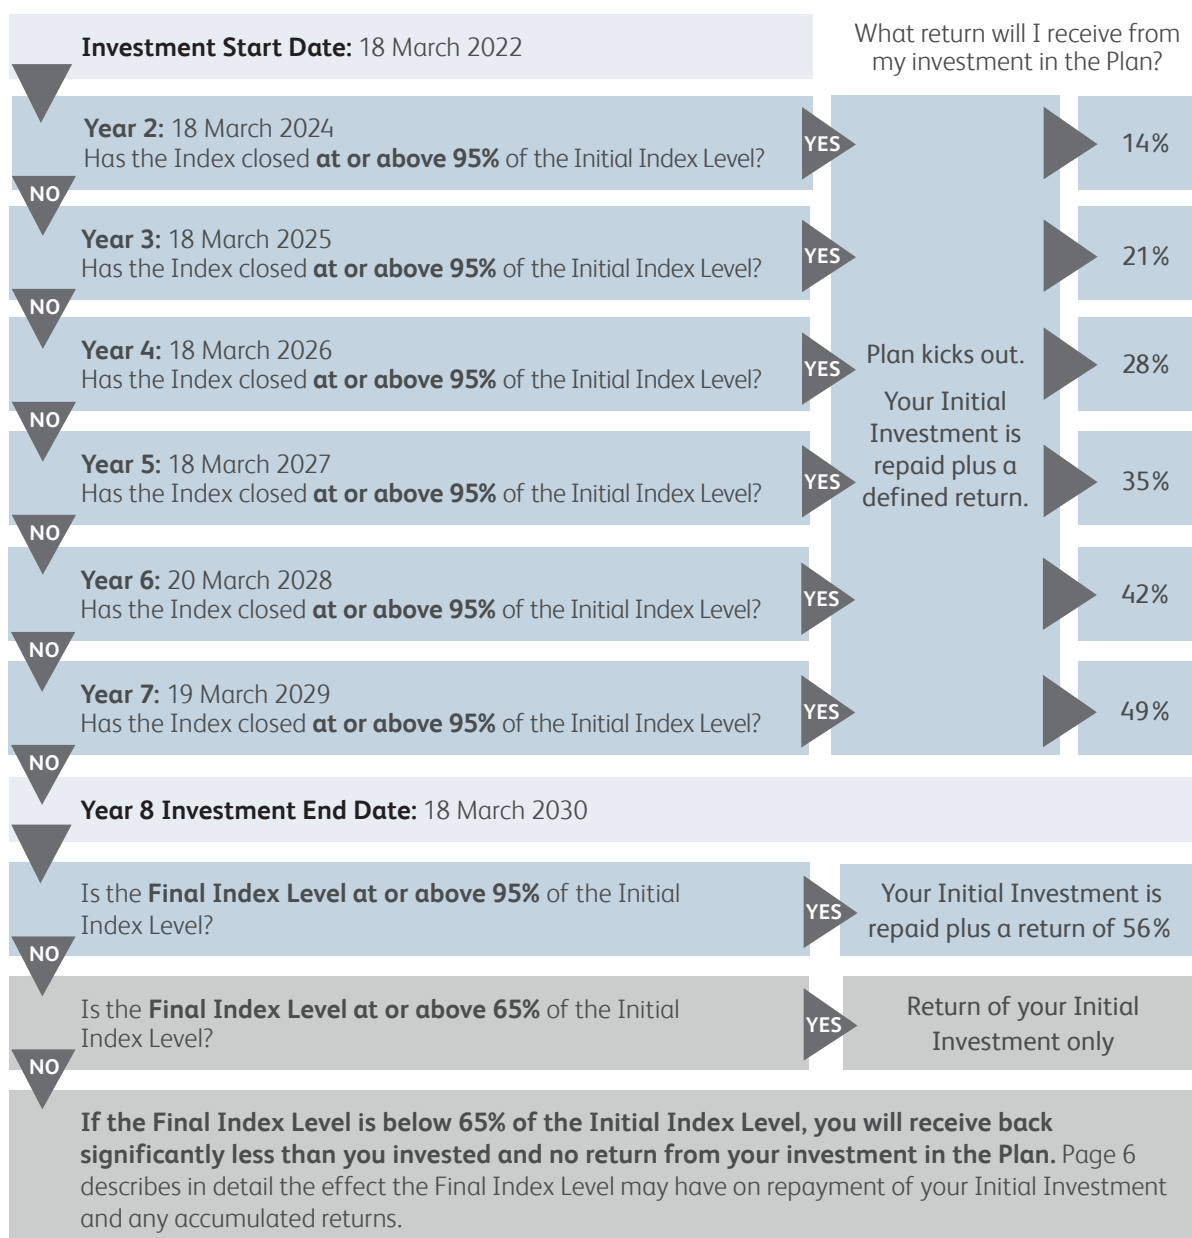 Investment Start Date: 18 March 2022
What return will I receive from
my investment in the Plan?
Year 2: 18 March 2024
Has the Index closed at or above 95% of the Initial Index Level?
YES
14%
NO
Year 3: 18 March 2025
Has the Index closed at or above 95% of the Initial Index Level?
YES
21%
NO
Year 4: 18 March 2026
Has the Index closed at or above 95% of the Initial Index Level?
YES
Plan kicks out.
Your Initial
Investment is
repaid plus a
defined return.
28%
NO
Year 5: 18 March 2027
Has the Index closed at or above 95% of the Initial Index Level?
YES
35%
NO
Year 6: 20 March 2028
Has the Index closed at or above 95% of the Initial Index Level?
YES
42%
NO
Year 7: 19 March 2029
Has the Index closed at or above 95% of the Initial Index Level?
YES
49%
NO
Year 8 Investment End Date: 18 March 2030
Is the Final Index Level at or above 95% of the Initial
Index Level?
YES
Your Initial Investment is
repaid plus a return of 56%
NO
Is the Final Index Level at or above 65% of the Initial
Index Level?
YES
Return of your Initial
Investment only
NO
If the Final Index Level is below 65% of the Initial Index Level, you will receive back
significantly less than you invested and no return from your investment in the Plan. Page 6
describes in detail the effect the Final Index Level may have on repayment of your Initial Investment
and any accumulated returns.